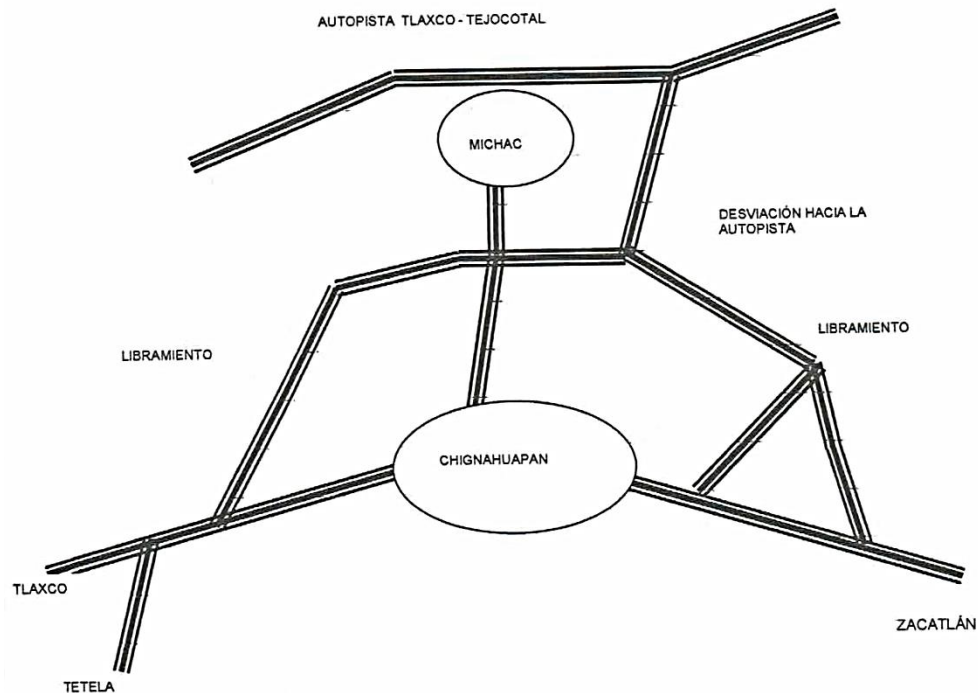 AUTOPISTA TLAXCO - TEJOCOTAL
MICHAC
DESVIACIÓN HACIA LA
AUTOPISTA
LIBRAMIENTO
LIBRAMIENTO
CHIGNAHUAPAN
TLAXCO
ZACATLÁN
TETELA